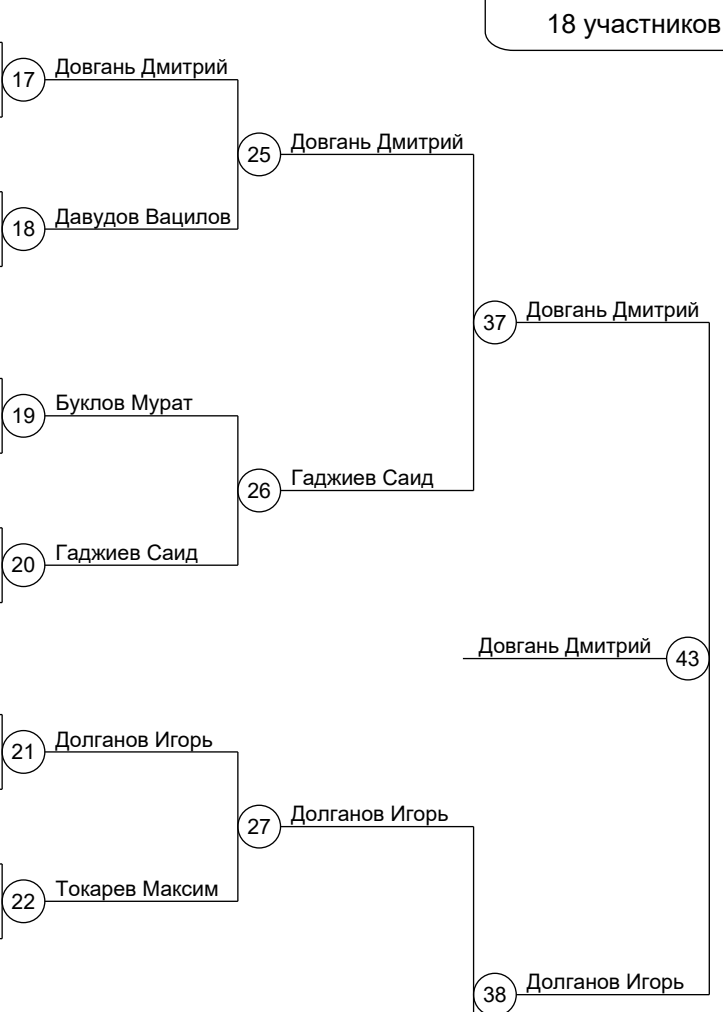 18 участников
17 Довгань Дмитрий
25 Довгань Дмитрий
18 Давудов Вацилов
37 Довгань Дмитрий
19 Буклов Мурат
26 Гаджиев Саид
20 Гаджиев Саид
Довгань Дмитрий 43
21 Долганов Игорь
27 Долганов Игорь
22 Токарев Максим
38 Долганов Игорь